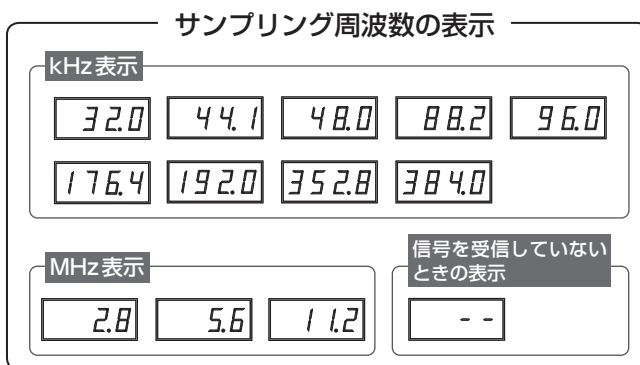 サンプリング周波数の表示
kHz表示
32.0 44.1 48.0 88.2 96.0
176.4 192.0 352.8 384.0
MHz表示
2.8 5.6 11.2
信号を受信していない
ときの表示
- -